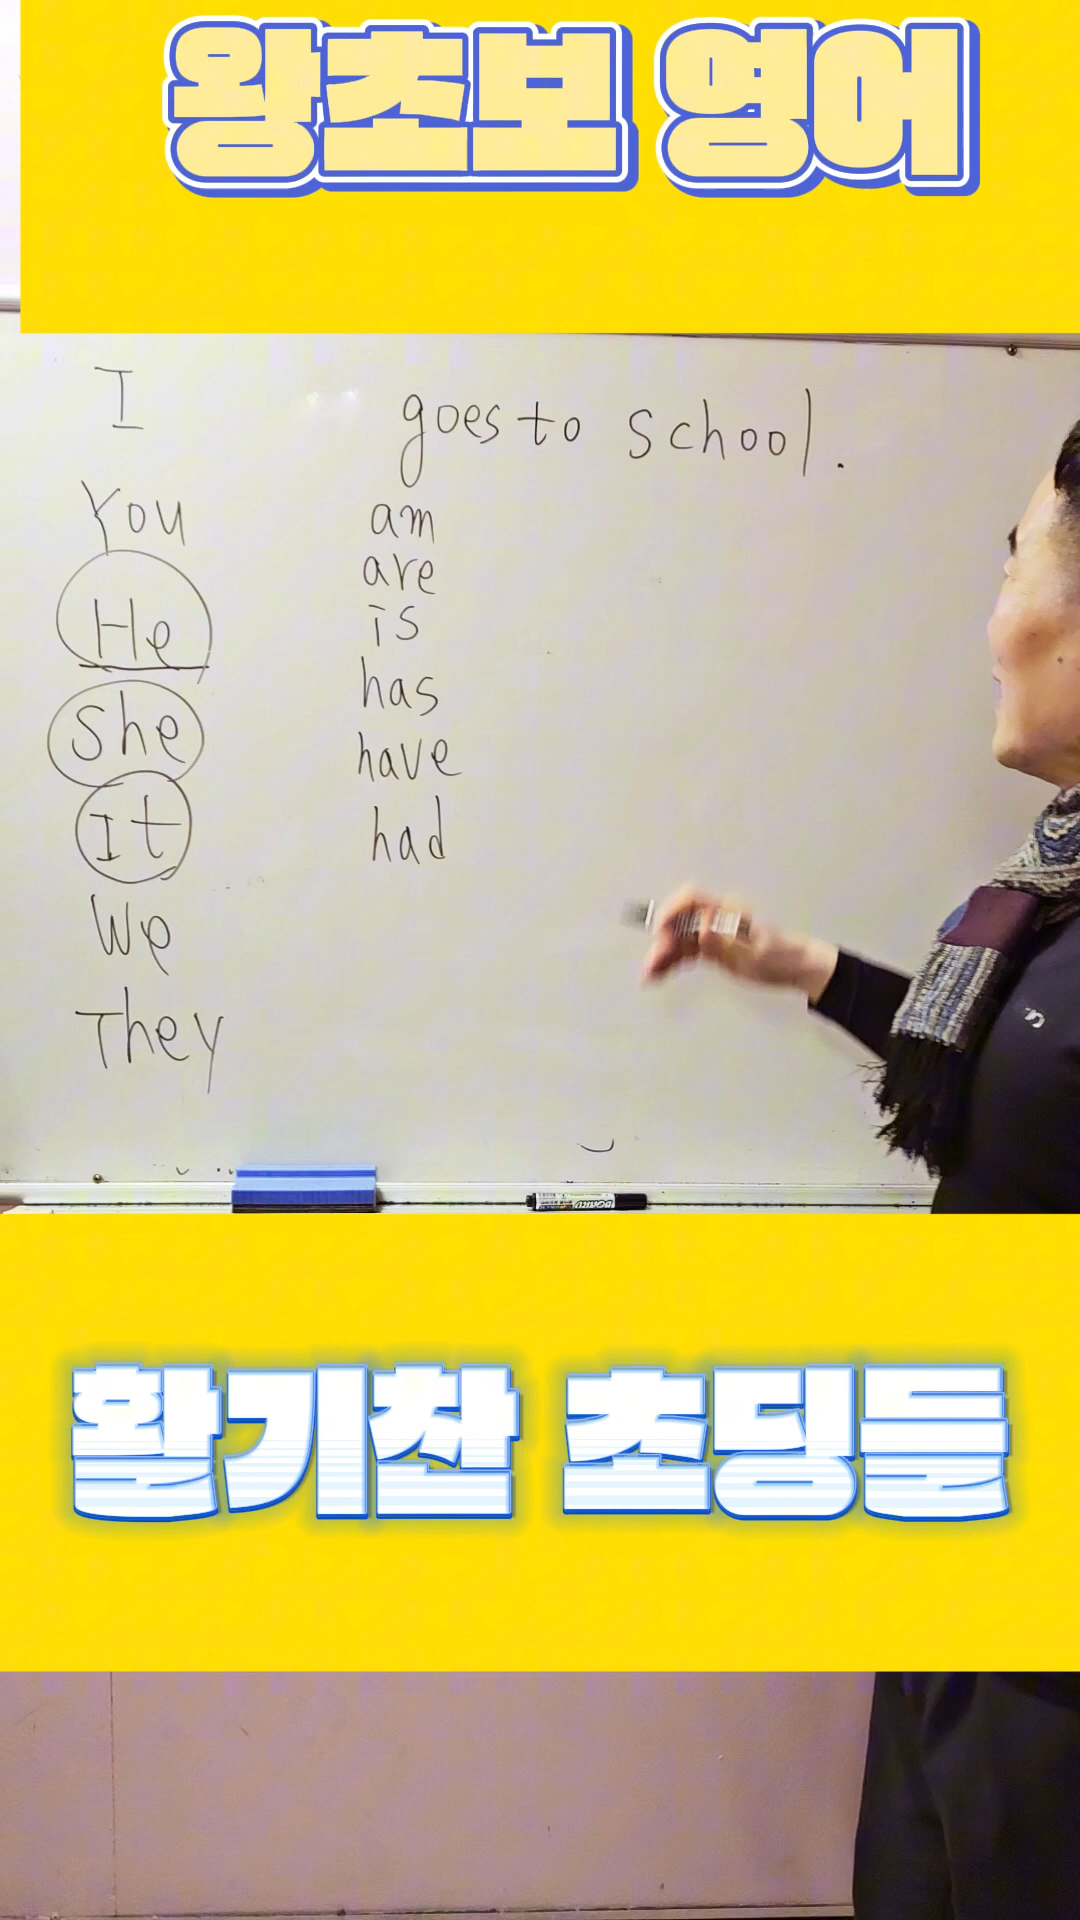 왕초보 영어
I
goes to school.
You
am
are
He
is
has
She
have
It
had
We
They
BOARD
활기찬 초딩들